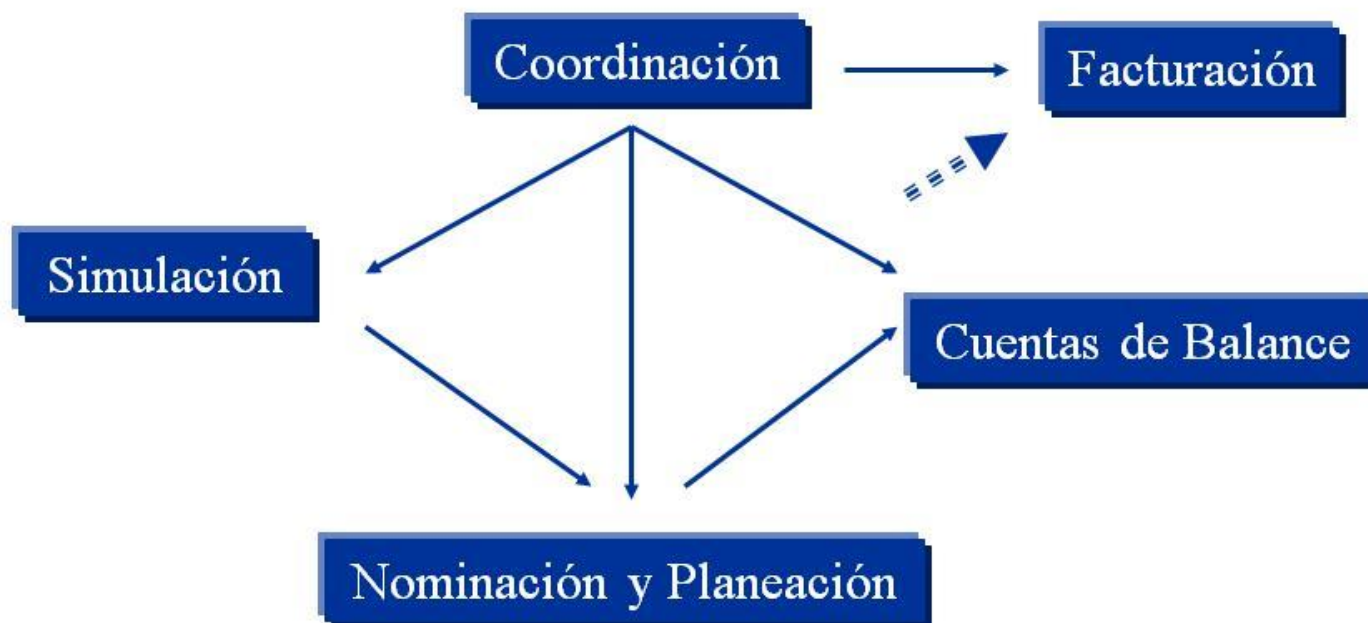 Coordinación
Facturación
Simulación
Cuentas de Balance
Nominación y Planeación